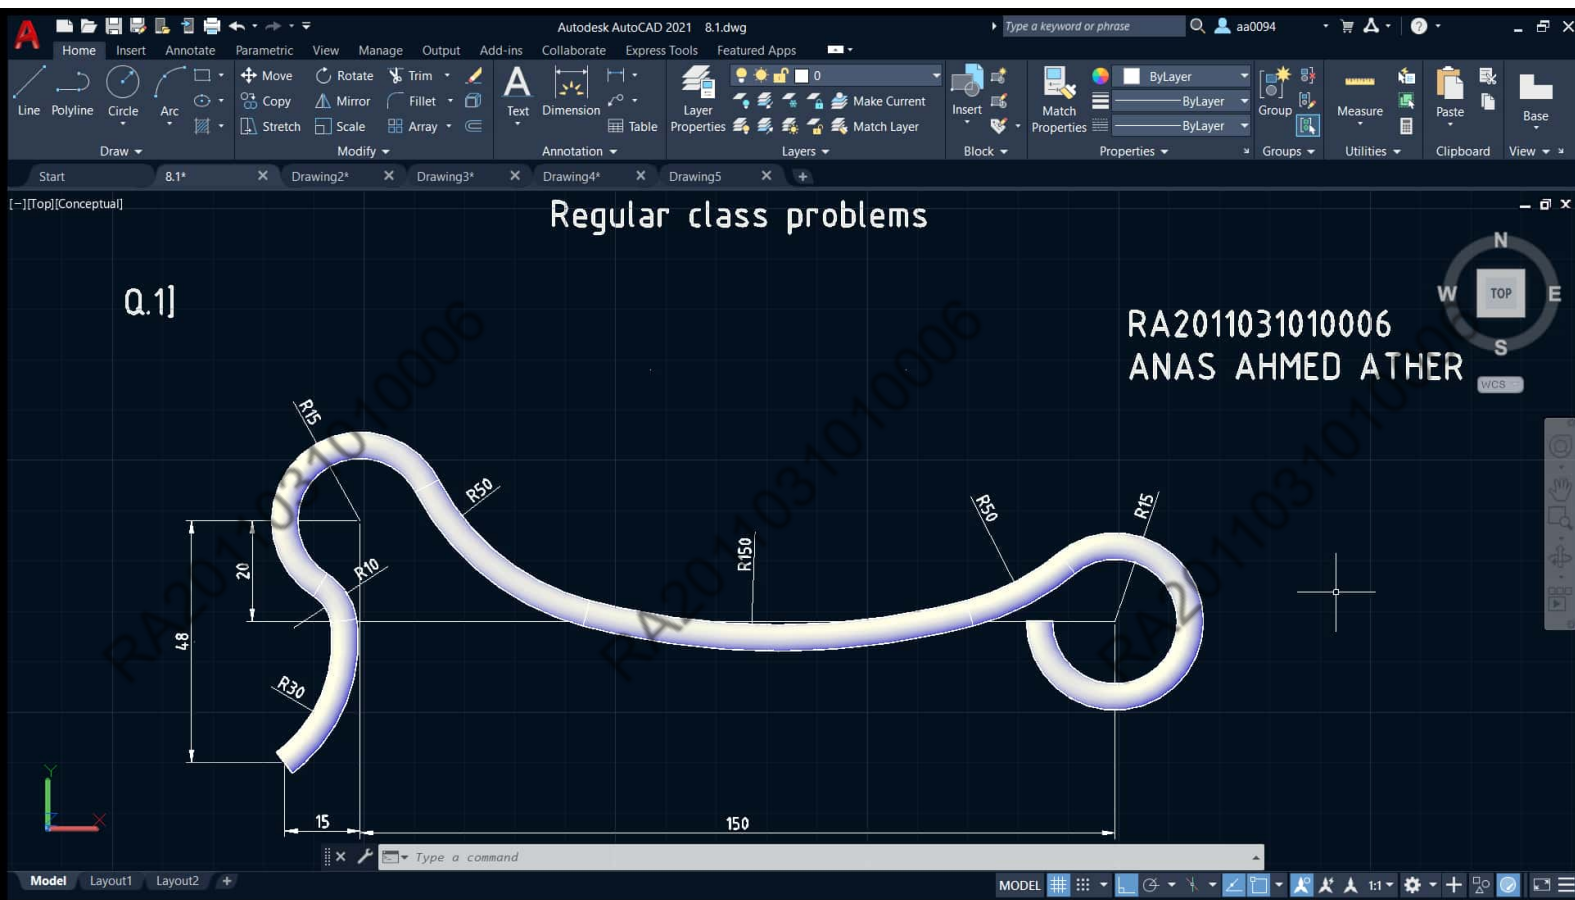 Autodesk AutoCAD 2021 8.1.dwg
Type a keyword or phrase
aa0094
Home Insert Annotate Parametric View Manage Output Add-ins Collaborate Express Tools Featured Apps
Line Polyline Circle Arc
Move Rotate Trim
Copy Mirror Fillet
Stretch Scale Array
Text Dimension
Table
Layer Properties
0
Make Current
Match Layer
Insert
Match Properties
ByLayer
ByLayer
ByLayer
Group
Measure
Paste
Base
Draw Modify Annotation Layers Block Properties Groups Utilities Clipboard View
Start 8.1* Drawing2* Drawing3* Drawing4* Drawing5
[−][Top][Conceptual]
Regular class problems
Q.1]
N
W TOP E
S
WCS
RA2011031010006
ANAS AHMED ATHER
R15
R50
R50
R15
R150
20
R10
48
R30
15
150
RA2011031010006
RA2011031010006
RA2011031010006
Y
X
Type a command
Model Layout1 Layout2
MODEL
1:1